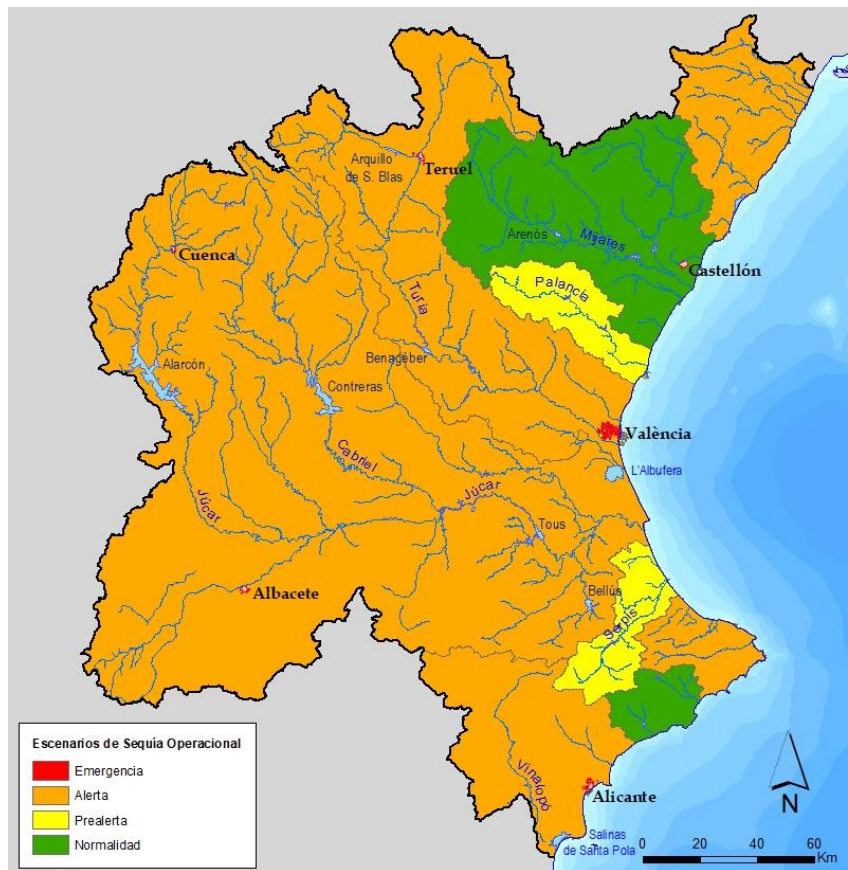 Arquillo
de S. Blas
Teruel
Cuenca
Arenós
Mijares
Castellón
Palancia
Turia
Benagéber
Alarcón
Contreras
València
L'Albufera
Cabriel
Júcar
Júcar
Tous
Albacete
Bellús
Serpis
Vinalopó
Alicante
Salinas
de Santa Pola
N
0 20 40 60
Km
Escenarios de Sequía Operacional
Emergencia
Alerta
Prealerta
Normalidad